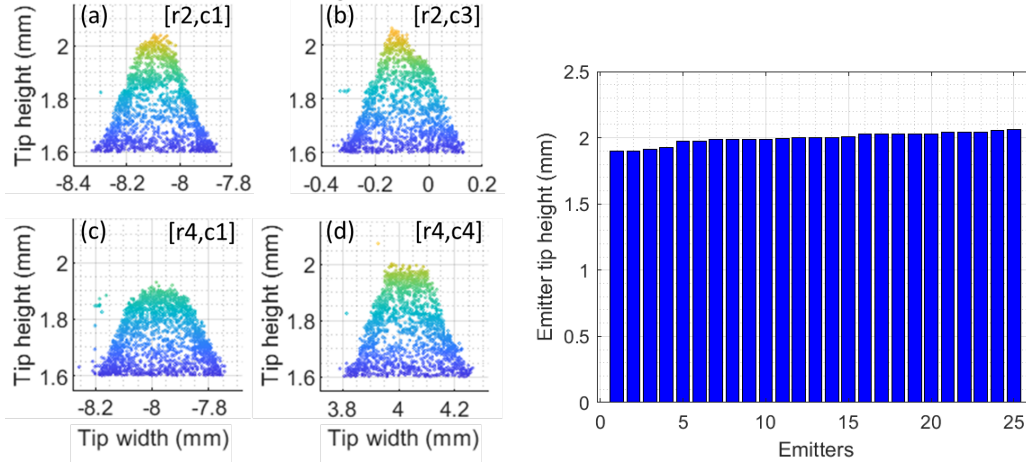 (a) [r2,c1]
Tip height (mm)
2
1.8
1.6
-8.4 -8.2 -8 -7.8
(b) [r2,c3]
2
1.8
1.6
-0.4 -0.2 0 0.2
(c) [r4,c1]
Tip height (mm)
2
1.8
1.6
-8.2 -8 -7.8
Tip width (mm)
(d) [r4,c4]
Tip height (mm)
2
1.8
1.6
3.8 4 4.2
Tip width (mm)
Emitter tip height (mm)
2.5
2
1.5
1
0.5
0
0 5 10 15 20 25
Emitters